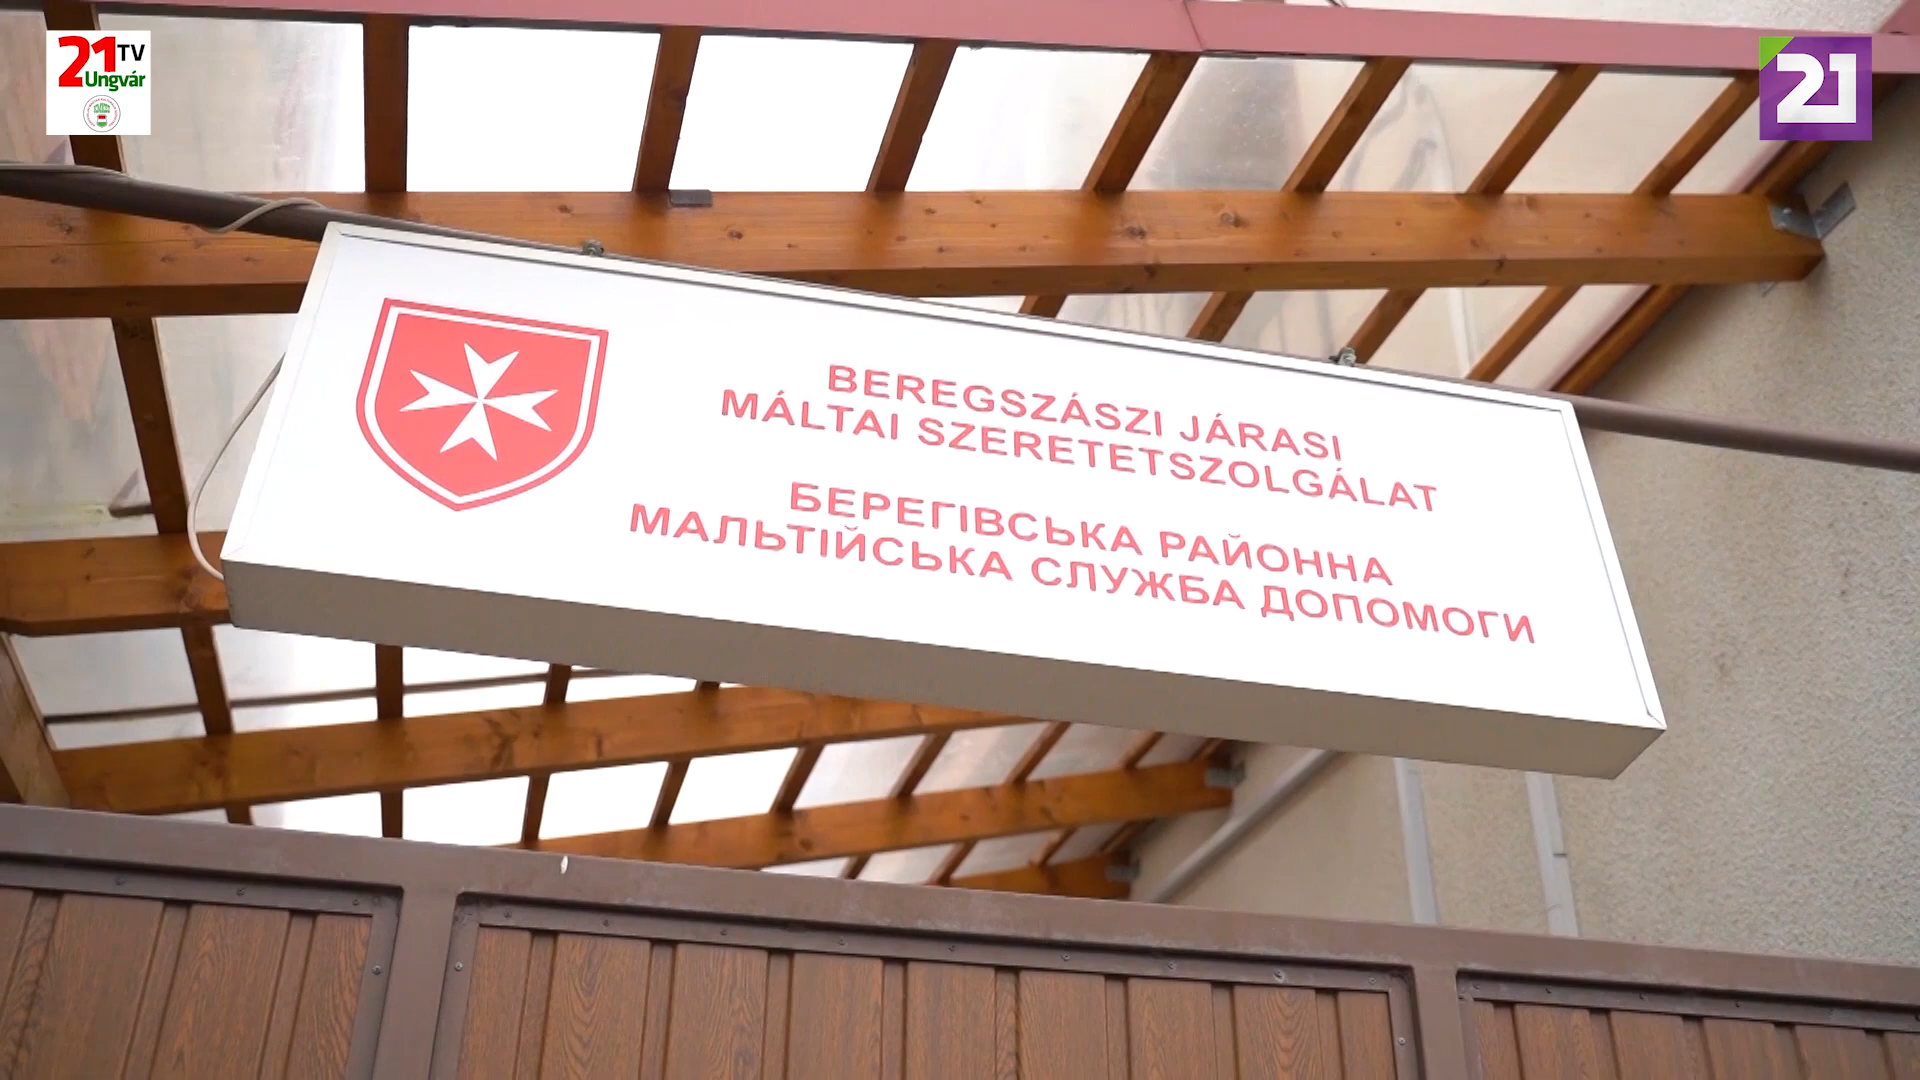 21 TV
Ungvár
21
BEREGSZÁSZI JÁRASI
MÁLTAI SZERETETSZOLGÁLAT
БЕРЕГІВСЬКА РАЙОННА
МАЛЬТІЙСЬКА СЛУЖБА ДОПОМОГИ